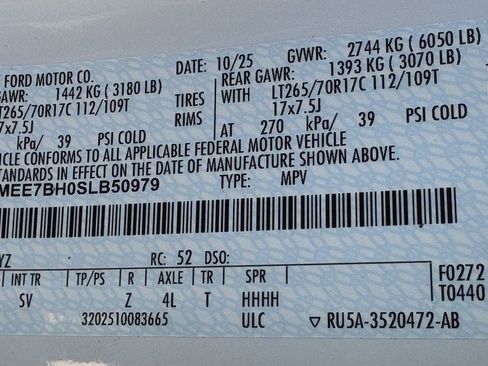 FORD MOTOR CO. DATE: 10/25 GVWR: 2744 KG (6050 LB)
GAWR: 1442 KG (3180 LB) REAR GAWR: 1393 KG (3070 LB)
LT265/70R17C 112/109T TIRES WITH LT265/70R17C 112/109T
17x7.5J RIMS 17x7.5J
kPa/ 39 PSI COLD AT 270 kPa/ 39 PSI COLD
CLE CONFORMS TO ALL APPLICABLE FEDERAL MOTOR VEHICLE
STANDARDS IN EFFECT ON THE DATE OF MANUFACTURE SHOWN ABOVE.
MEE7BH0SLB50979 TYPE: MPV
YZ RC: 52 DSO:
INT TR TP/PS R AXLE TR SPR F0272
SV Z 4L T HHHH T0440
3202510083665 ULC ▽ RU5A-3520472-AB